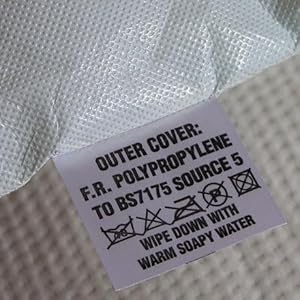 OUTER COVER:
F.R. POLYPROPYLENE
TO BS7175 SOURCE 5
WIPE DOWN WITH
WARM SOAPY WATER